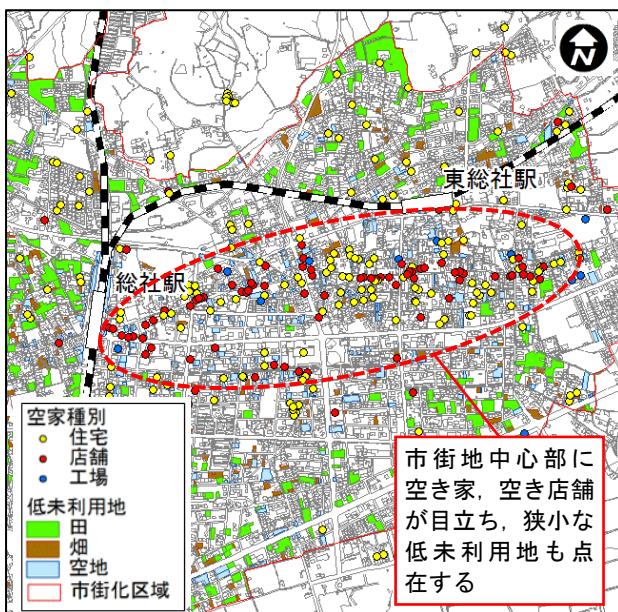 N
東総社駅
総社駅
空家種別
住宅
店舗
工場
低未利用地
田
畑
空地
市街化区域
市街地中心部に
空き家，空き店舗
が目立ち，狭小な
低未利用地も点
在する